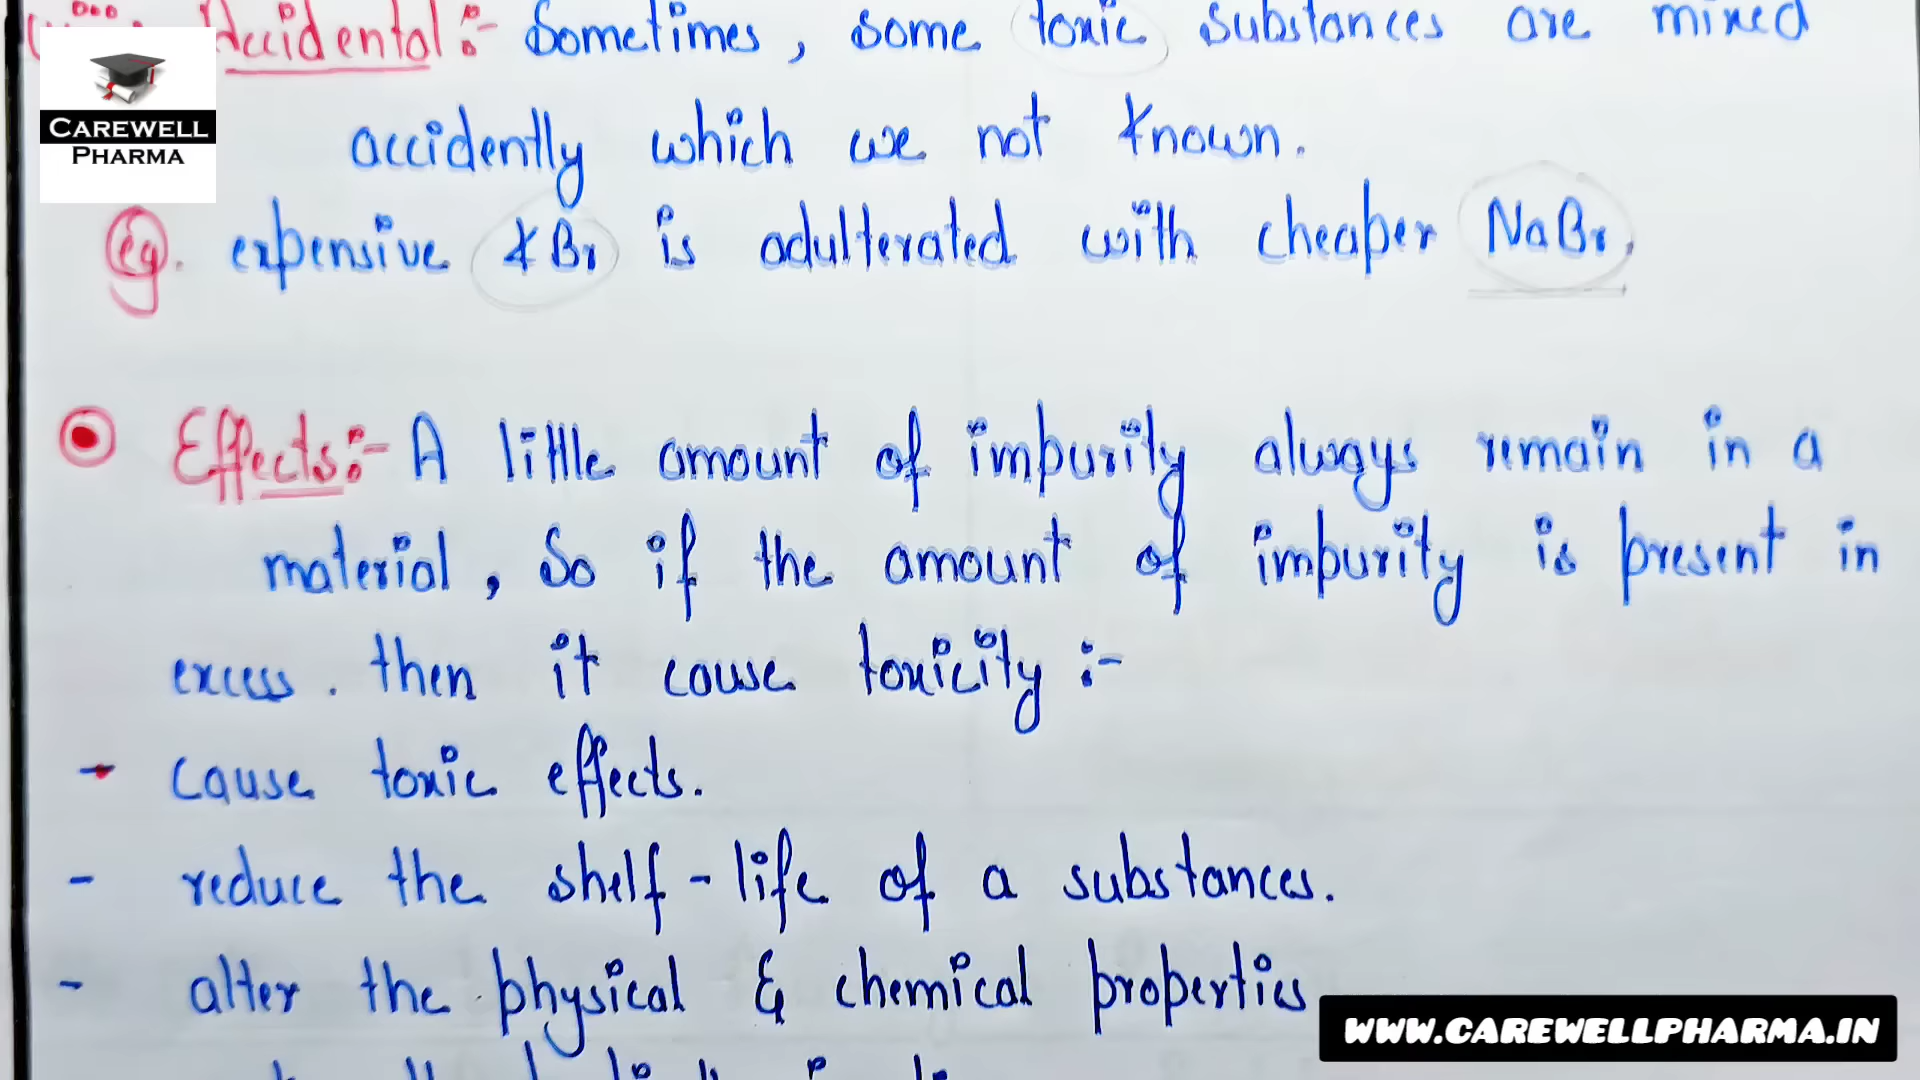 Accidental :- Sometimes, some toxic substances are mixed
CAREWELL
PHARMA
accidently which we not known.
eg. expensive KBr is adulterated with cheaper NaBr.
Effects :- A little amount of impurity always remain in a
material, So if the amount of impurity is present in
excess. then it cause toxicity :-
- cause toxic effects.
- reduce the shelf-life of a substances.
- alter the physical & chemical properties
WWW.CAREWELLPHARMA.IN